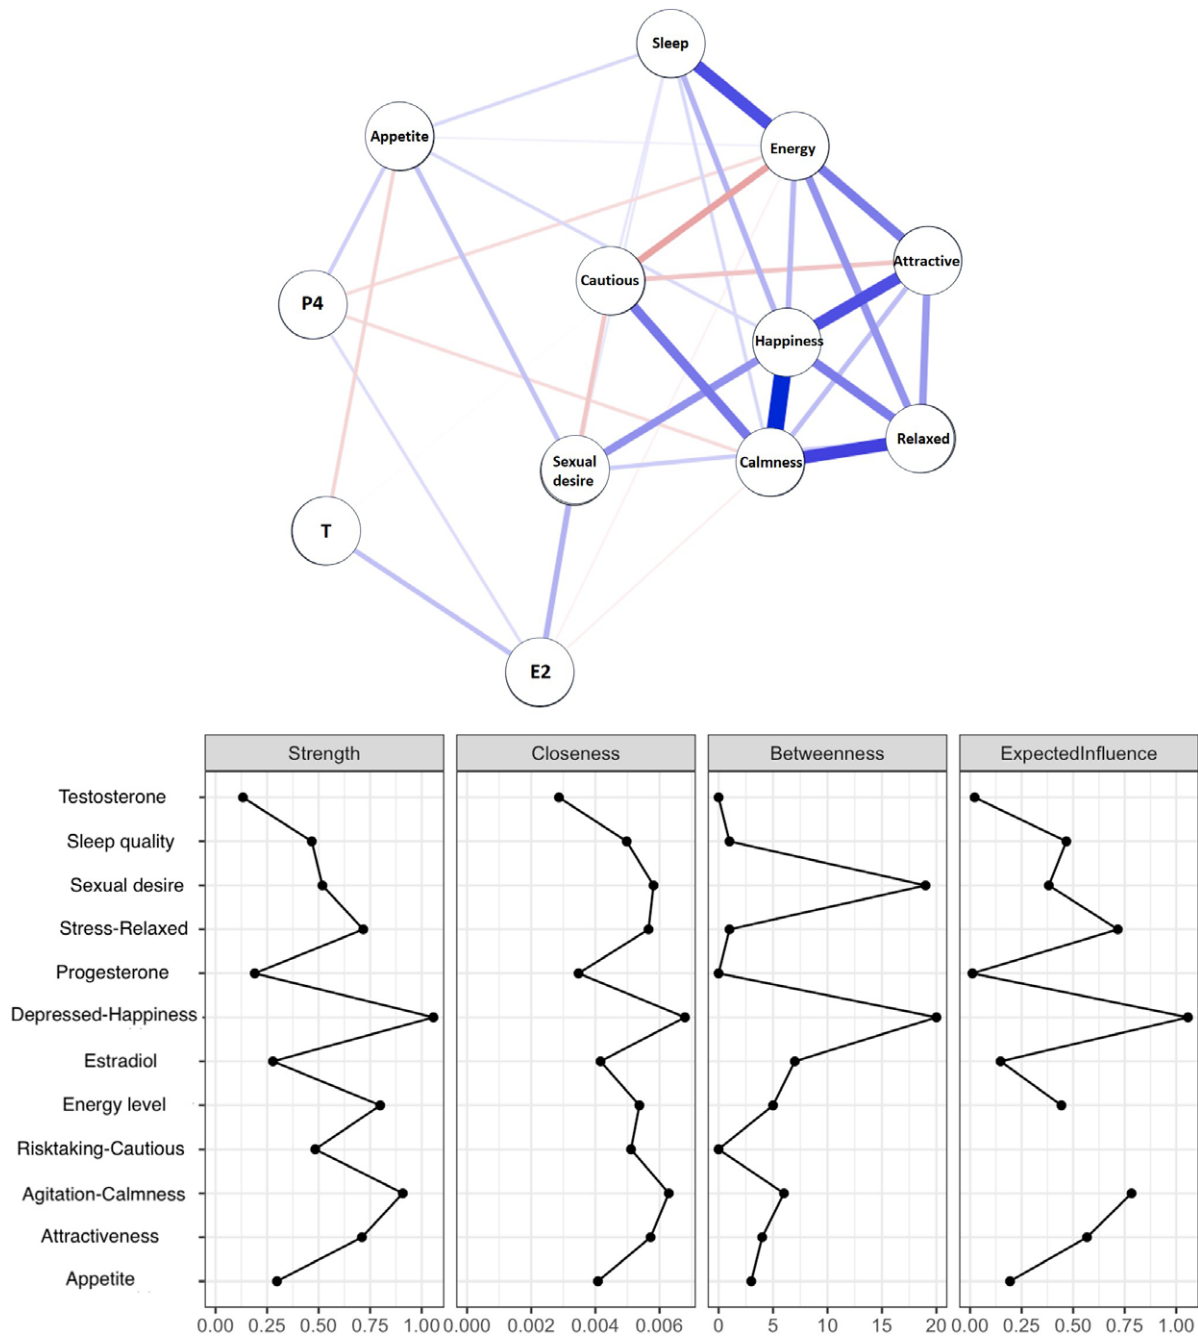 Sleep
Appetite
Energy
Attractive
Cautious
P4
Happiness
Relaxed
Sexual
desire
Calmness
T
E2
Strength Closeness Betweenness ExpectedInfluence
Testosterone
Sleep quality
Sexual desire
Stress-Relaxed
Progesterone
Depressed-Happiness
Estradiol
Energy level
Risktaking-Cautious
Agitation-Calmness
Attractiveness
Appetite
0.00 0.25 0.50 0.75 1.00 0.000 0.002 0.004 0.006 0 5 10 15 20 0.00 0.25 0.50 0.75 1.00